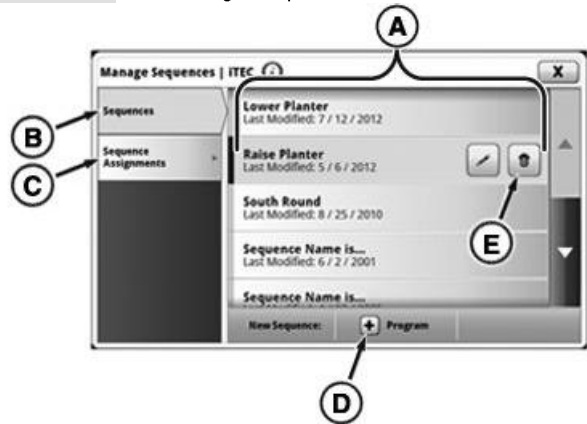 A
Manage Sequences | iTEC i
X
B
Sequences
Lower Planter
Last Modified: 7 / 12 / 2012
C
Sequence
Assignments
Raise Planter
Last Modified: 5 / 6 / 2012
E
South Round
Last Modified: 8 / 25 / 2010
Sequence Name is...
Last Modified: 6 / 2 / 2001
Sequence Name is...
New Sequence:
+ Program
D